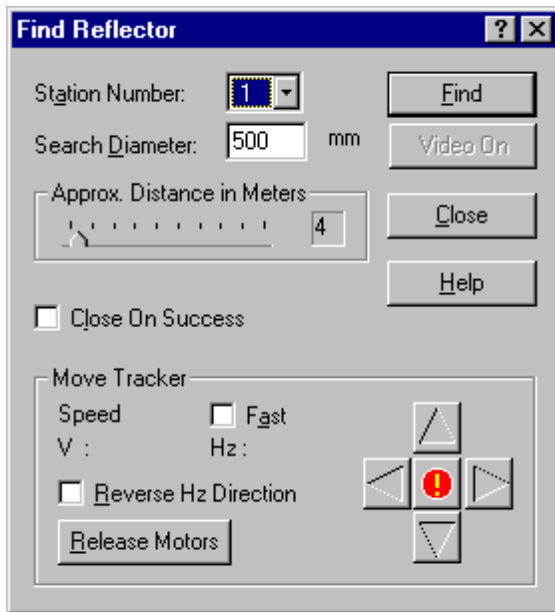 Find Reflector
Station Number: 1
Find
Search Diameter: 500 mm
Video On
Approx. Distance in Meters
4
Close
Help
Close On Success
Move Tracker
Speed
Fast
V :
Hz :
Reverse Hz Direction
Release Motors